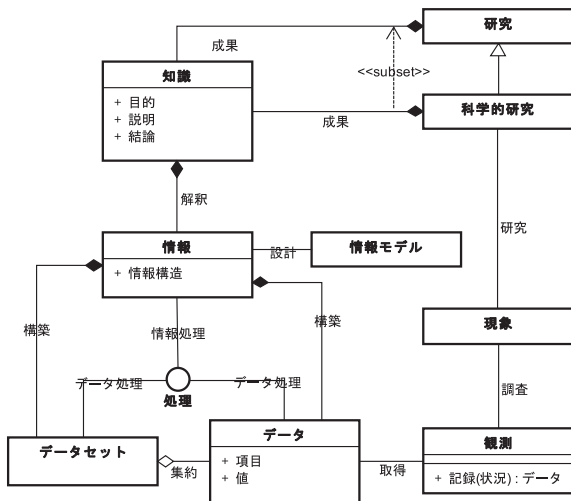 研究
成果
<<subset>>
知識
+ 目的
+ 説明
+ 結論
成果
科学的研究
解釈
研究
情報
+ 情報構造
設計
情報モデル
構築
情報処理
構築
現象
データ処理
データ処理
処理
調査
データセット
集約
データ
+ 項目
+ 値
取得
観測
+ 記録(状況) : データ